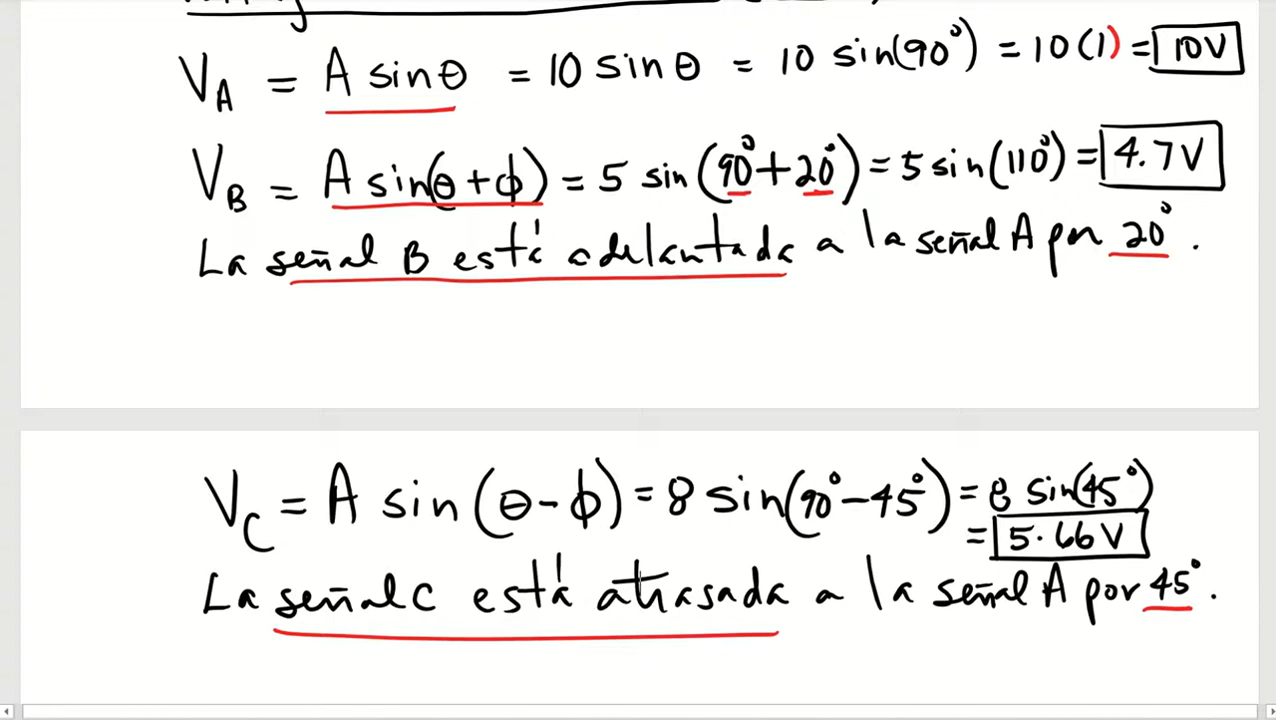 V_A = A sinθ = 10 sin θ = 10 sin(90°) = 10(1) = 10V
V_B = A sin(θ+ϕ) = 5 sin(90°+20°) = 5 sin(110°) = 4.7V
La señal B está adelantada a la señal A por 20°.
V_C = A sin(θ-ϕ) = 8 sin(90°-45°) = 8 sin(45°)
= 5.66 V
La señal C está atrasada a la señal A por 45°.